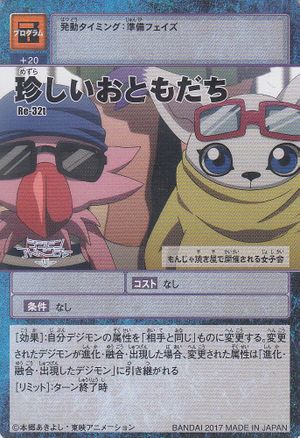 プログラム
S
発動タイミング：準備フェイズ
+20
めずら
珍しいおともだち
Re-32t
もんじゃ焼き屋で開催される女子会
コスト なし
条件 なし
[効果]：自分デジモンの属性を「相手と同じ」ものに変更する。変
更されたデジモンが進化・融合・出現した場合、変更された属性は「進化・
融合・出現したデジモン」に引き継がれる
[リミット]：ターン終了時
©本郷あきよし・東映アニメーション
BANDAI 2017 MADE IN JAPAN